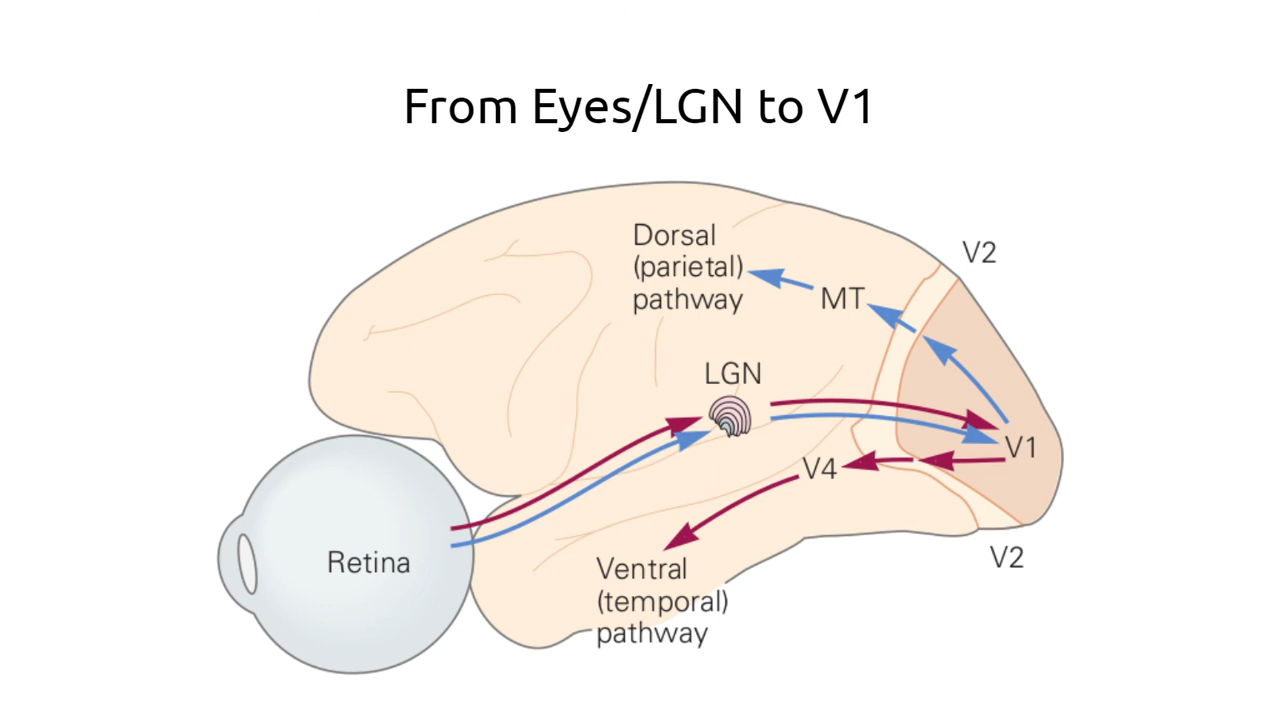 From Eyes/LGN to V1
V2
Dorsal
(parietal)
pathway
MT
LGN
V1
V4
Retina
V2
Ventral
(temporal)
pathway